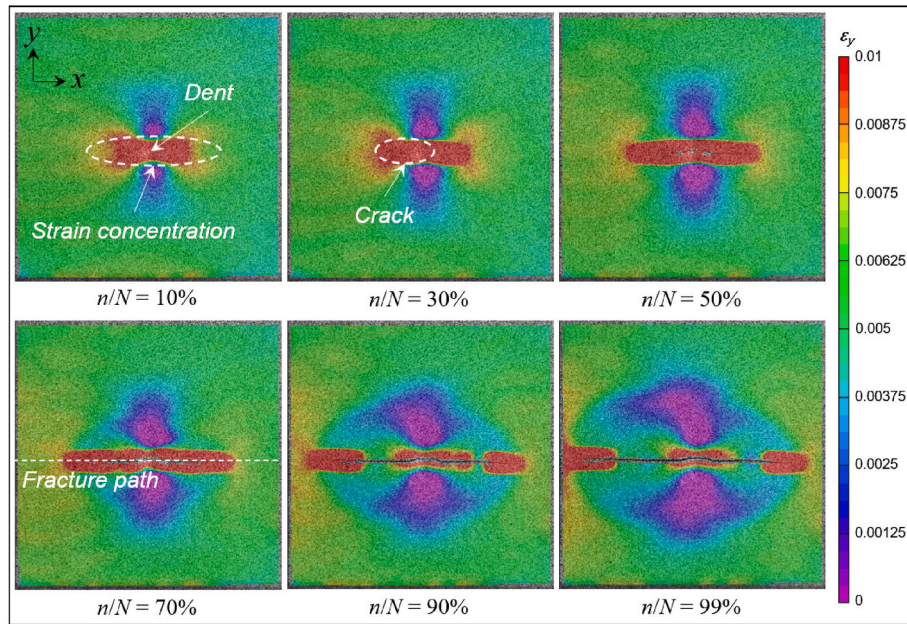 y
x
Dent
Strain concentration
n/N = 10%
Crack
n/N = 30%
n/N = 50%
Fracture path
n/N = 70%
n/N = 90%
n/N = 99%
εy
0.01
0.00875
0.0075
0.00625
0.005
0.00375
0.0025
0.00125
0